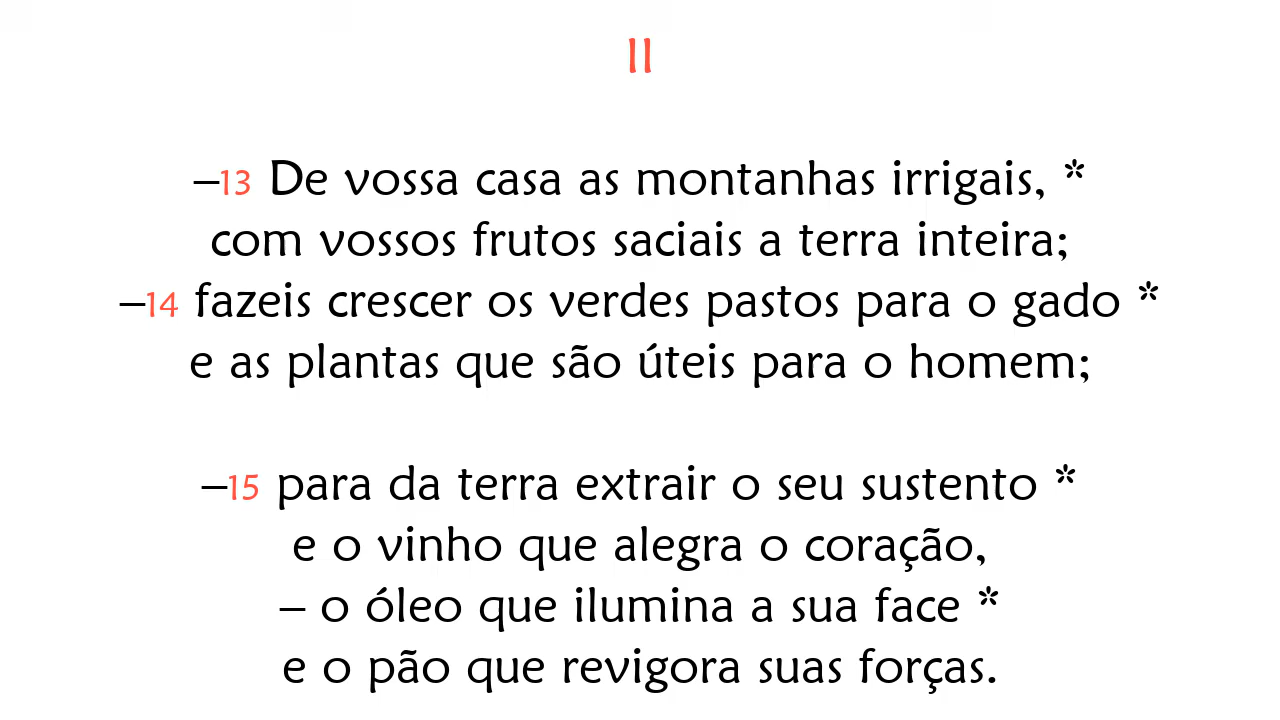 II
–13 De vossa casa as montanhas irrigais, *
com vossos frutos saciais a terra inteira;
–14 fazeis crescer os verdes pastos para o gado *
e as plantas que são úteis para o homem;
–15 para da terra extrair o seu sustento *
e o vinho que alegra o coração,
– o óleo que ilumina a sua face *
e o pão que revigora suas forças.